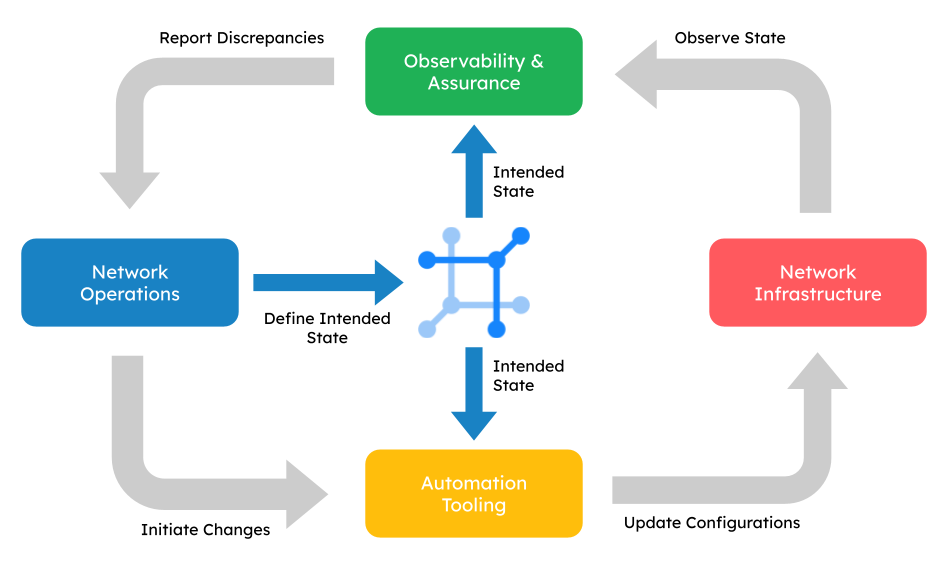 Report Discrepancies
Observability &
Assurance
Observe State
Intended
State
Network
Operations
Define Intended
State
Network
Infrastructure
Intended
State
Automation
Tooling
Initiate Changes
Update Configurations